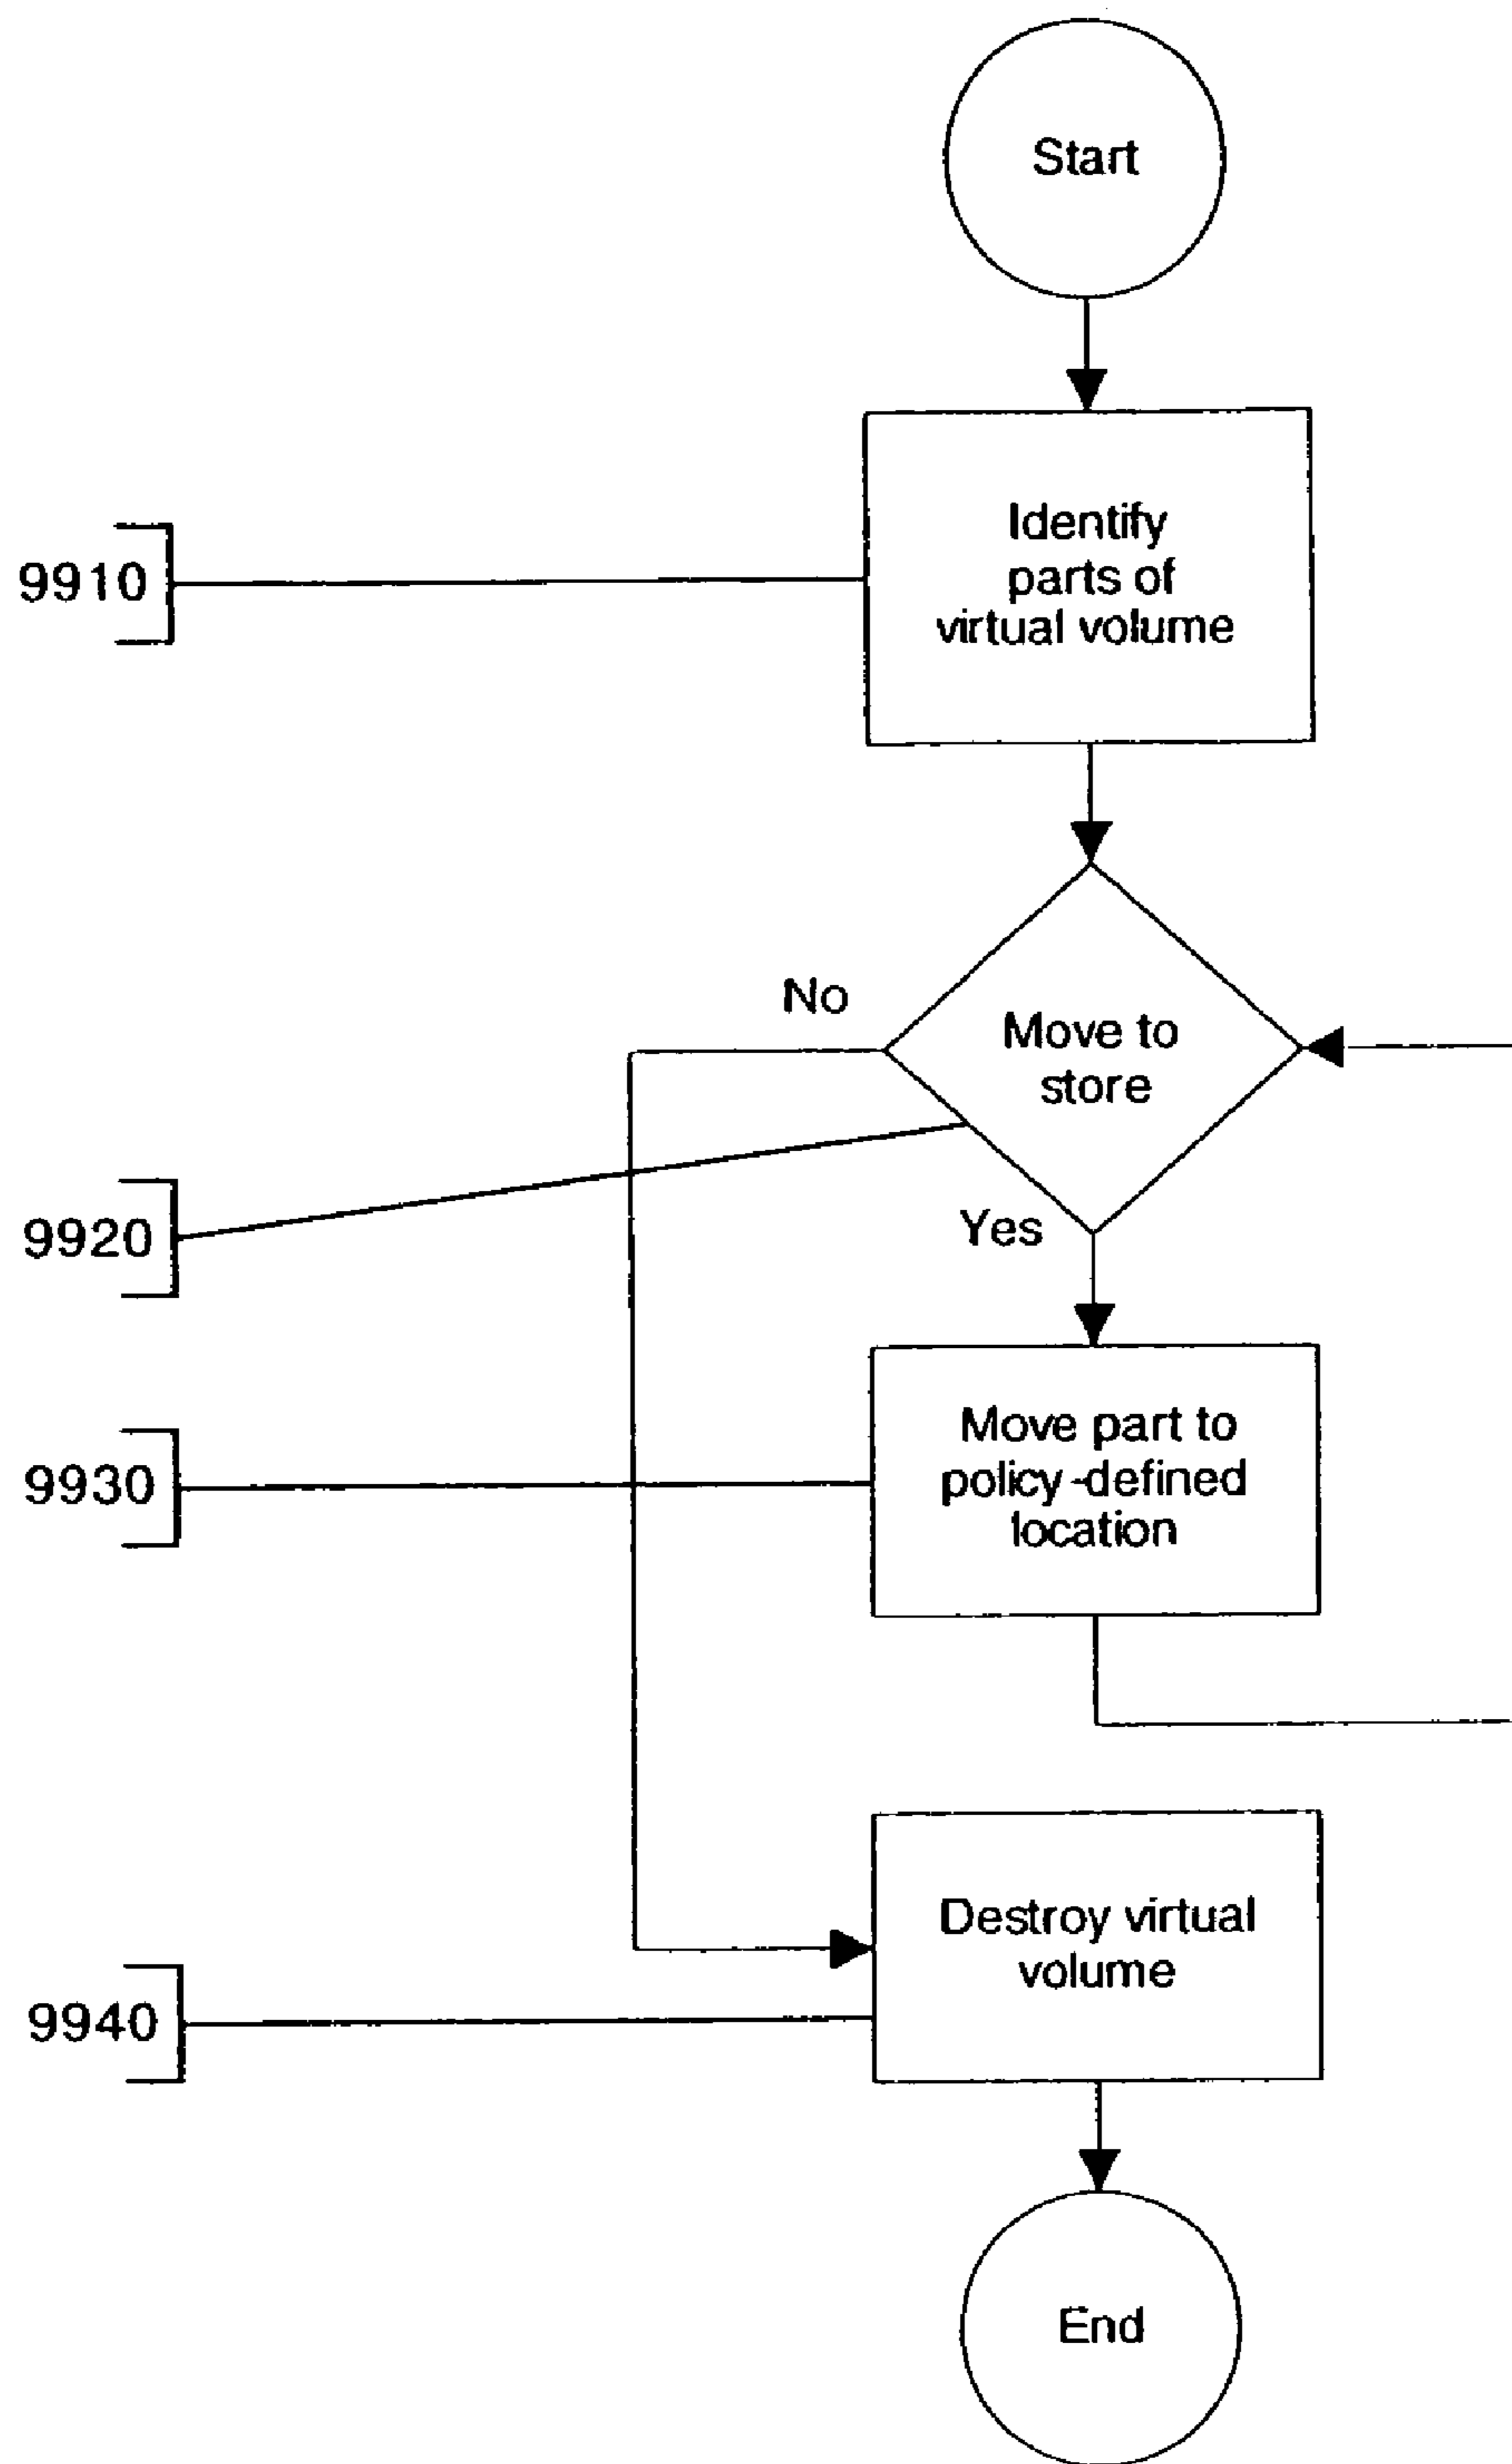 Start
Identify
parts of
virtual volume
9910
No
Move to
store
Yes
9920
Move part to
policy-defined
location
9930
Destroy virtual
volume
9940
End